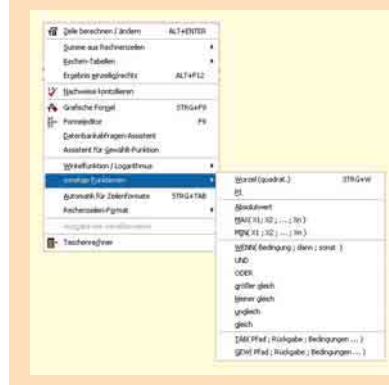 Zeile berechnen / ändern ALT+ENTER
Summe aus Rechenzeilen
Rechen-Tabellen
Ergebnis einzeilig/rechts ALT+F12
Nachweise kontrollieren
Grafische Formel STRG+F9
Formeleditor F9
Datenbankabfragen-Assistent
Assistent für Gewählt-Funktion
Winkelfunktion / Logarithmus
sonstige Funktionen
Automatik für Zeilenformate STRG+TAB
Rechenzeilen-Format
Taschenrechner
Wurzel (quadrat.) STRG+W
PI
Absolutwert
MAX( X1; X2 ; ... ; Xn )
MIN( X1 ; X2 ; ... ; Xn )
WENN( Bedingung ; dann ; sonst )
UND
ODER
größer gleich
kleiner gleich
ungleich
gleich
TAB( Pfad ; Rückgabe ; Bedingungen ... )
GEW( Pfad ; Rückgabe ; Bedingungen ... )